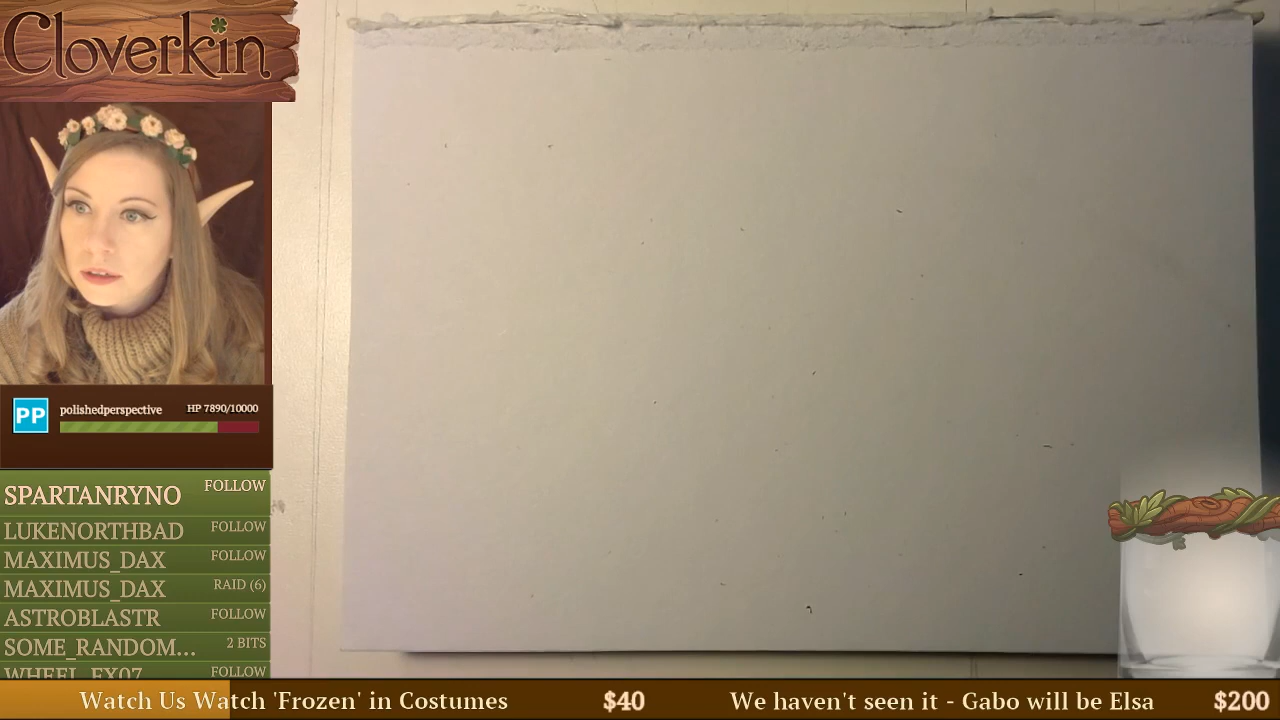 Cloverkin
PP polishedperspective HP 7890/10000
SPARTANRYNO FOLLOW
LUKENORTHBAD FOLLOW
MAXIMUS_DAX FOLLOW
MAXIMUS_DAX RAID (6)
ASTROBLASTR FOLLOW
SOME_RANDOM... 2 BITS
WHEEL_EX07 FOLLOW
Watch Us Watch 'Frozen' in Costumes $40 We haven't seen it - Gabo will be Elsa $200